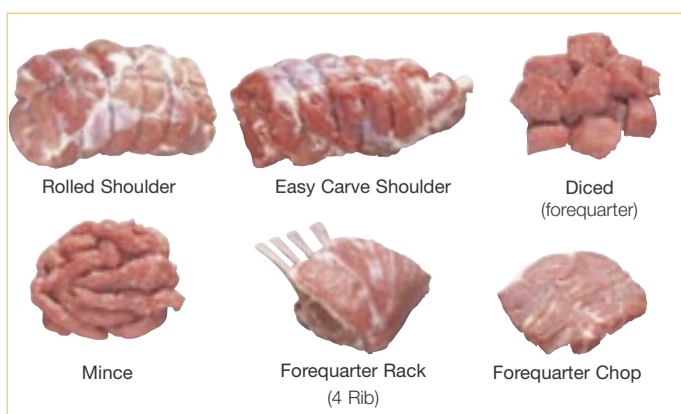 Rolled Shoulder
Easy Carve Shoulder
Diced
(forequarter)
Mince
Forequarter Rack
(4 Rib)
Forequarter Chop